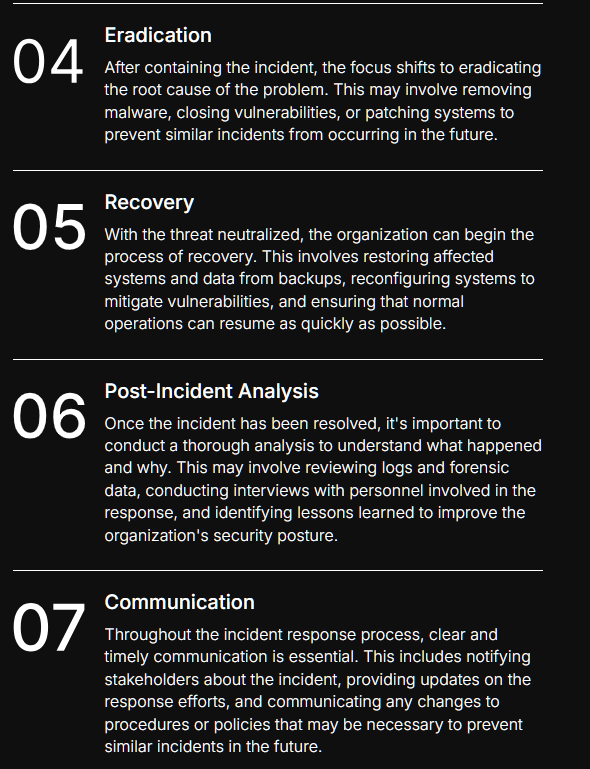 04
Eradication
After containing the incident, the focus shifts to eradicating
the root cause of the problem. This may involve removing
malware, closing vulnerabilities, or patching systems to
prevent similar incidents from occurring in the future.
05
Recovery
With the threat neutralized, the organization can begin the
process of recovery. This involves restoring affected
systems and data from backups, reconfiguring systems to
mitigate vulnerabilities, and ensuring that normal
operations can resume as quickly as possible.
06
Post-Incident Analysis
Once the incident has been resolved, it's important to
conduct a thorough analysis to understand what happened
and why. This may involve reviewing logs and forensic
data, conducting interviews with personnel involved in the
response, and identifying lessons learned to improve the
organization's security posture.
07
Communication
Throughout the incident response process, clear and
timely communication is essential. This includes notifying
stakeholders about the incident, providing updates on the
response efforts, and communicating any changes to
procedures or policies that may be necessary to prevent
similar incidents in the future.